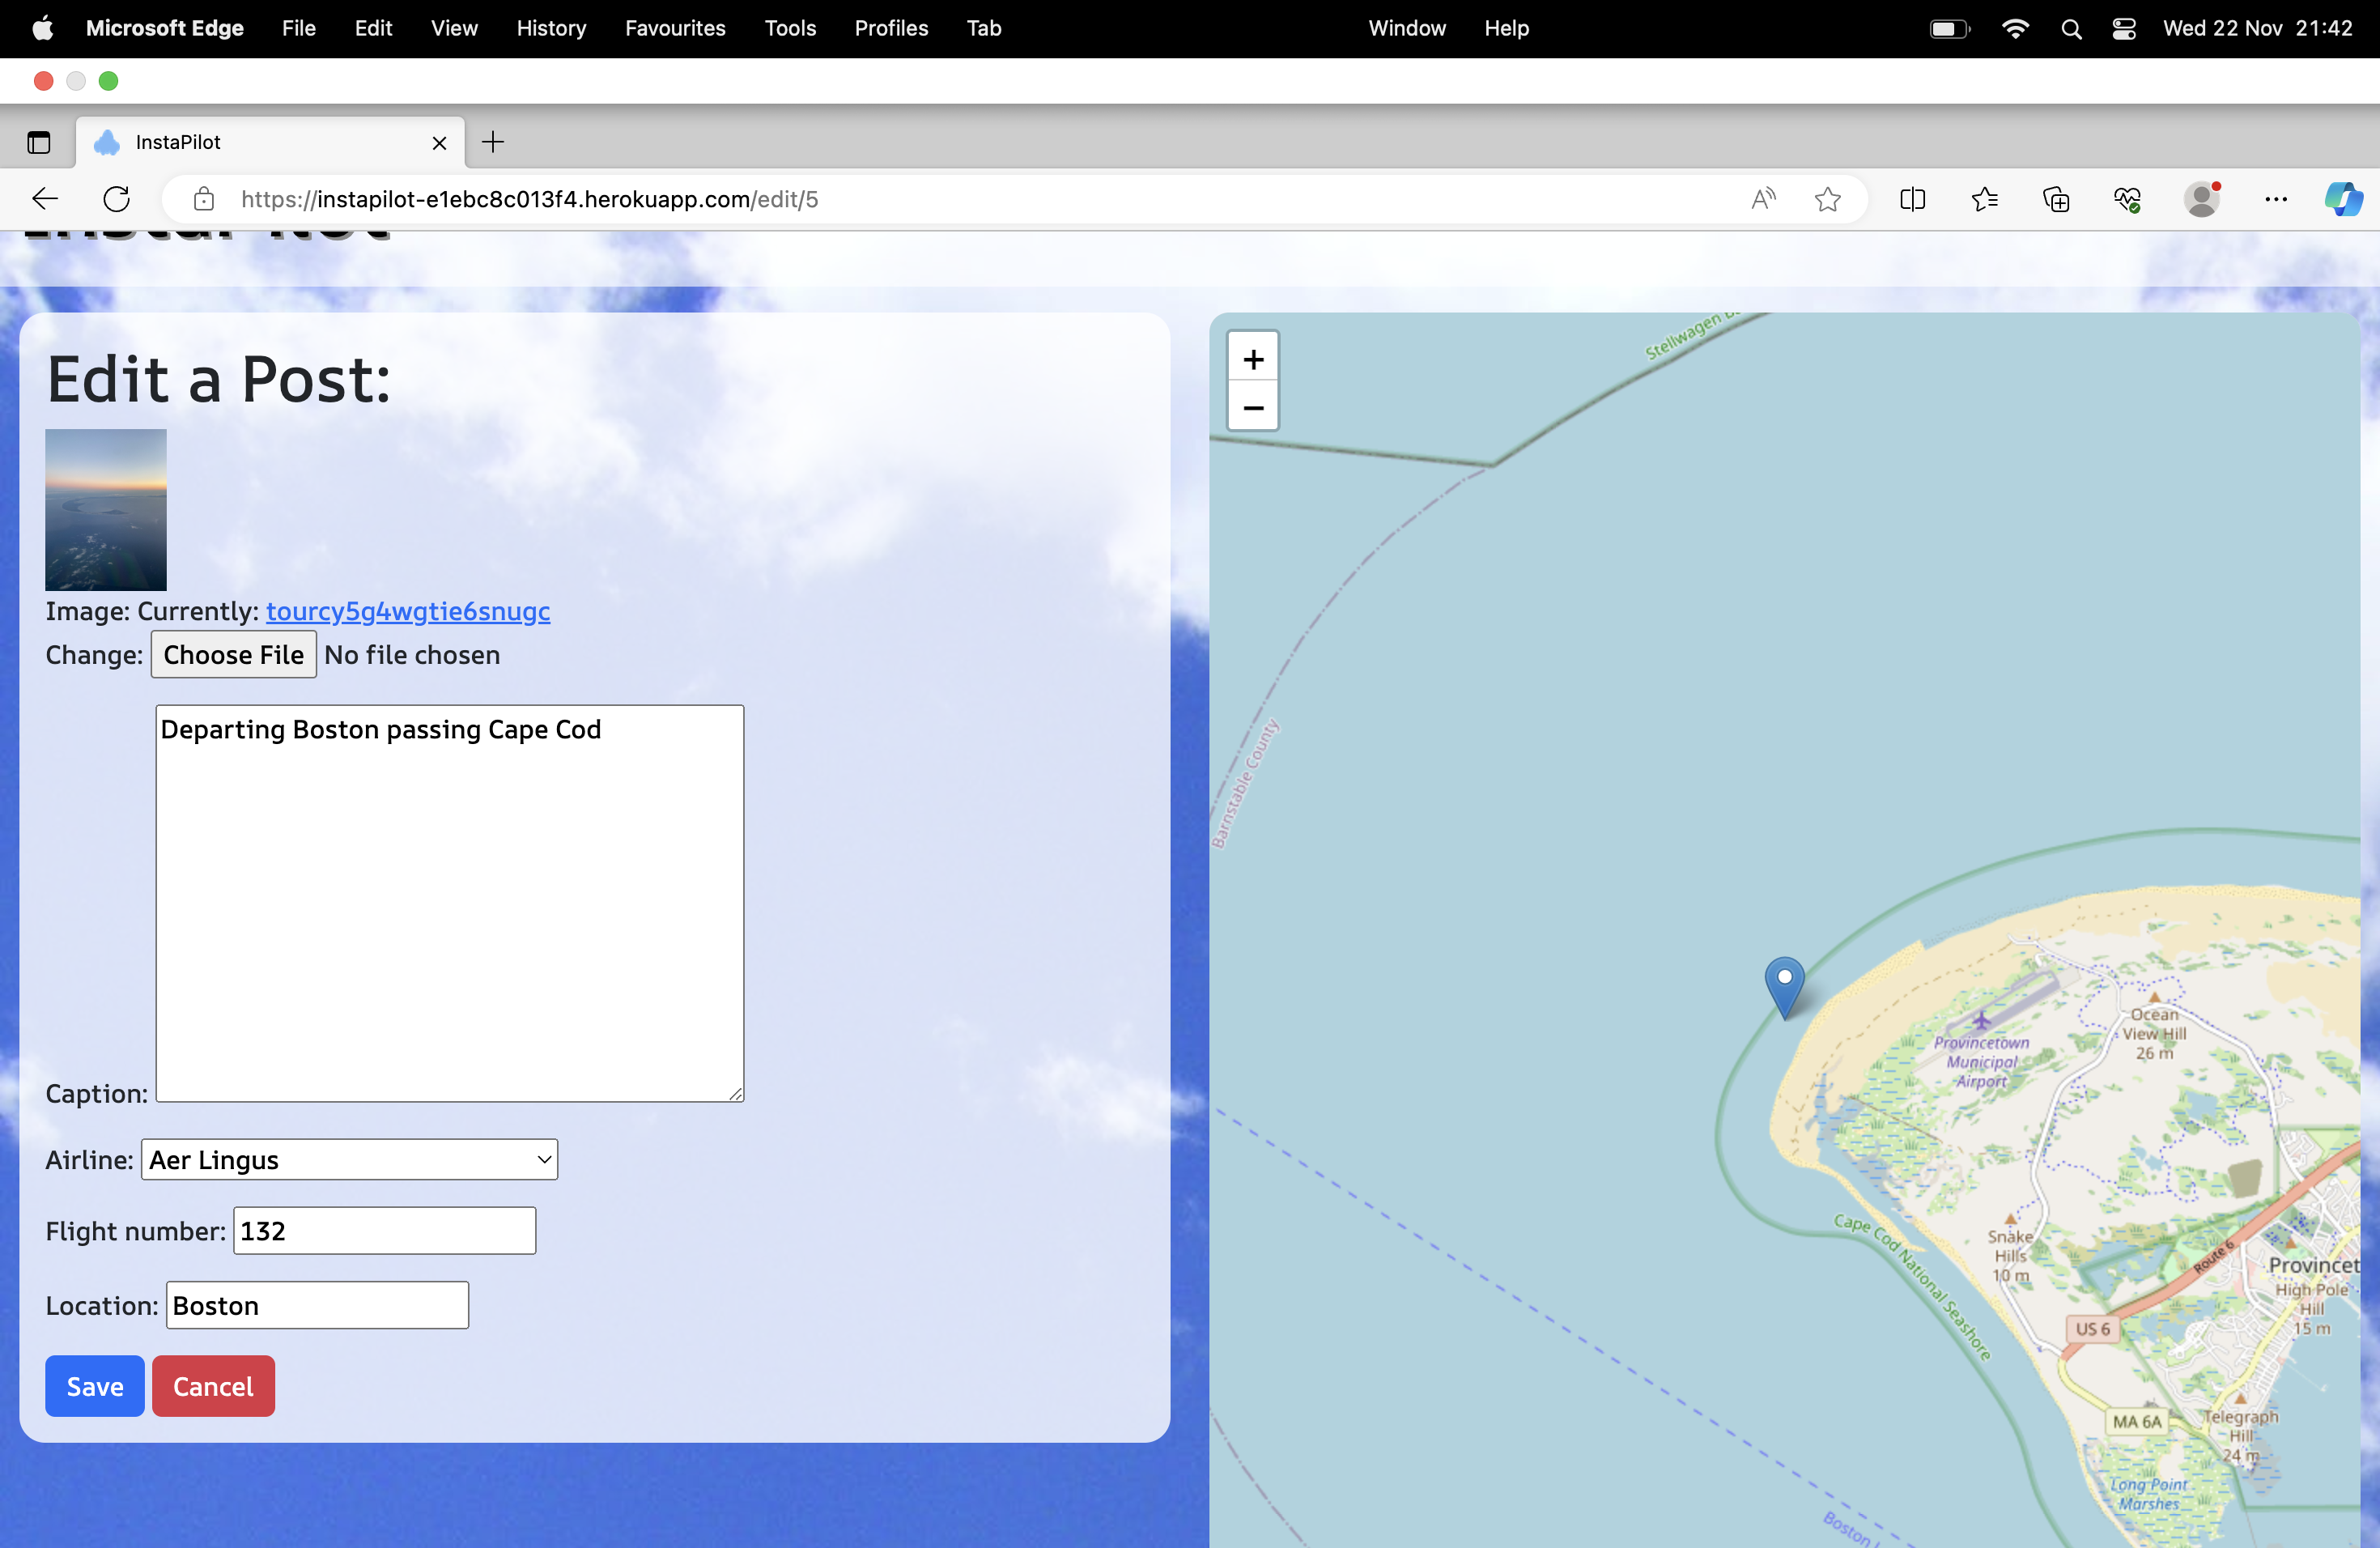 Microsoft Edge File Edit View History Favourites Tools Profiles Tab Window Help Wed 22 Nov 21:42
InstaPilot
https://instapilot-e1ebc8c013f4.herokuapp.com/edit/5
Edit a Post:
Image: Currently: tourcy5g4wgtie6snugc
Change: Choose File No file chosen
Departing Boston passing Cape Cod
Caption:
Airline: Aer Lingus
Flight number: 132
Location: Boston
Save Cancel
+
−
Stellwagen
Barnstable County
Provincetown
Municipal
Airport
Ocean
View Hill
26 m
Cape Cod National Seashore
Snake
Hills
10 m
Route 6
Provincet
High Pole
Hill
15 m
US 6
MA 6A
Telegraph
Hill
24 m
Long Point
Marshes
Boston